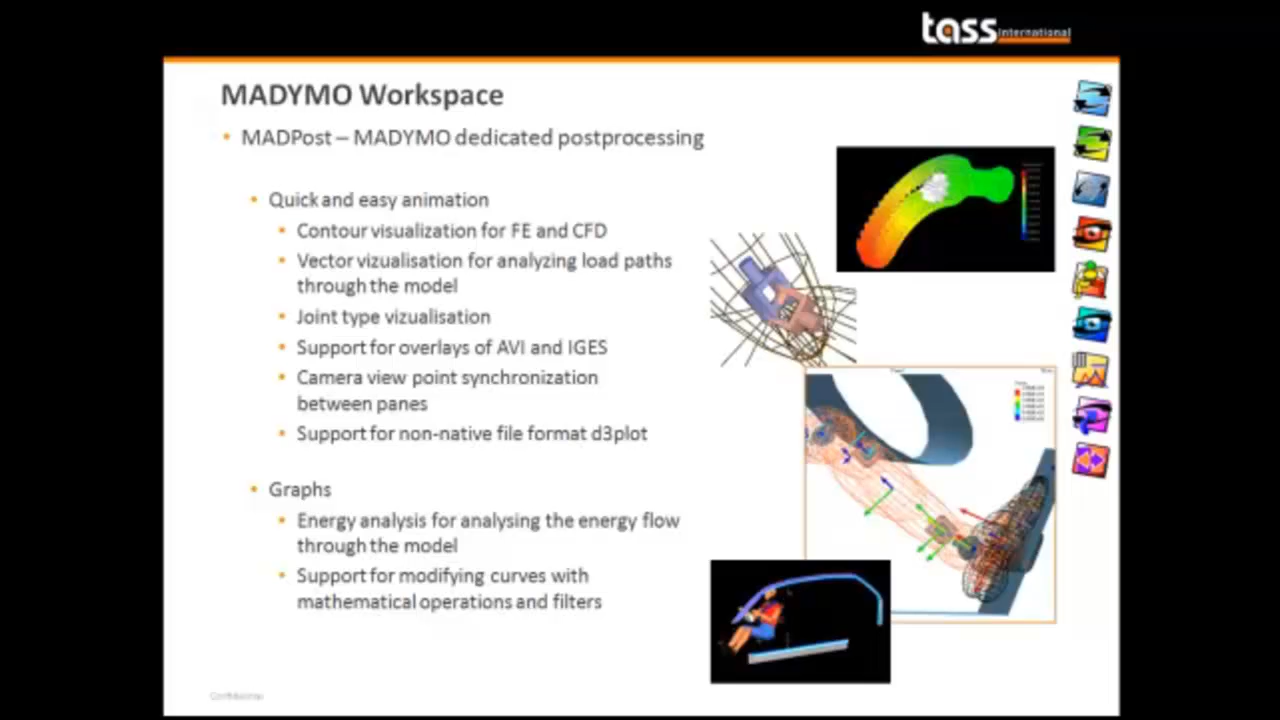 tass international
MADYMO Workspace
• MADPost – MADYMO dedicated postprocessing
• Quick and easy animation
• Contour visualization for FE and CFD
• Vector vizualisation for analyzing load paths
through the model
• Joint type vizualisation
• Support for overlays of AVI and IGES
• Camera view point synchronization
between panes
• Support for non-native file format d3plot
• Graphs
• Energy analysis for analysing the energy flow
through the model
• Support for modifying curves with
mathematical operations and filters
Confidential